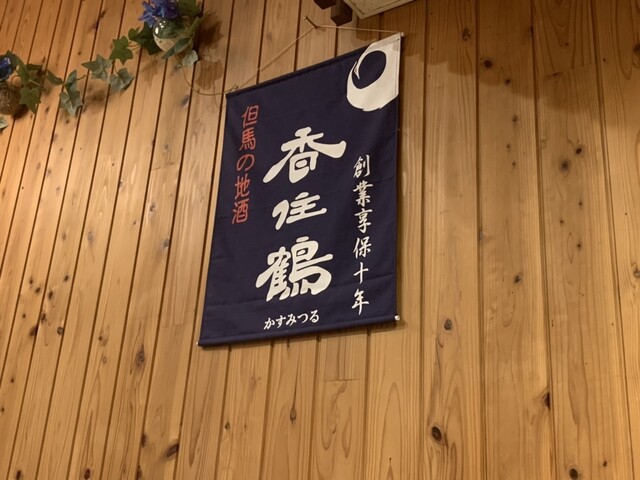 創業享保十年
香住鶴
かすみつる
但馬の地酒